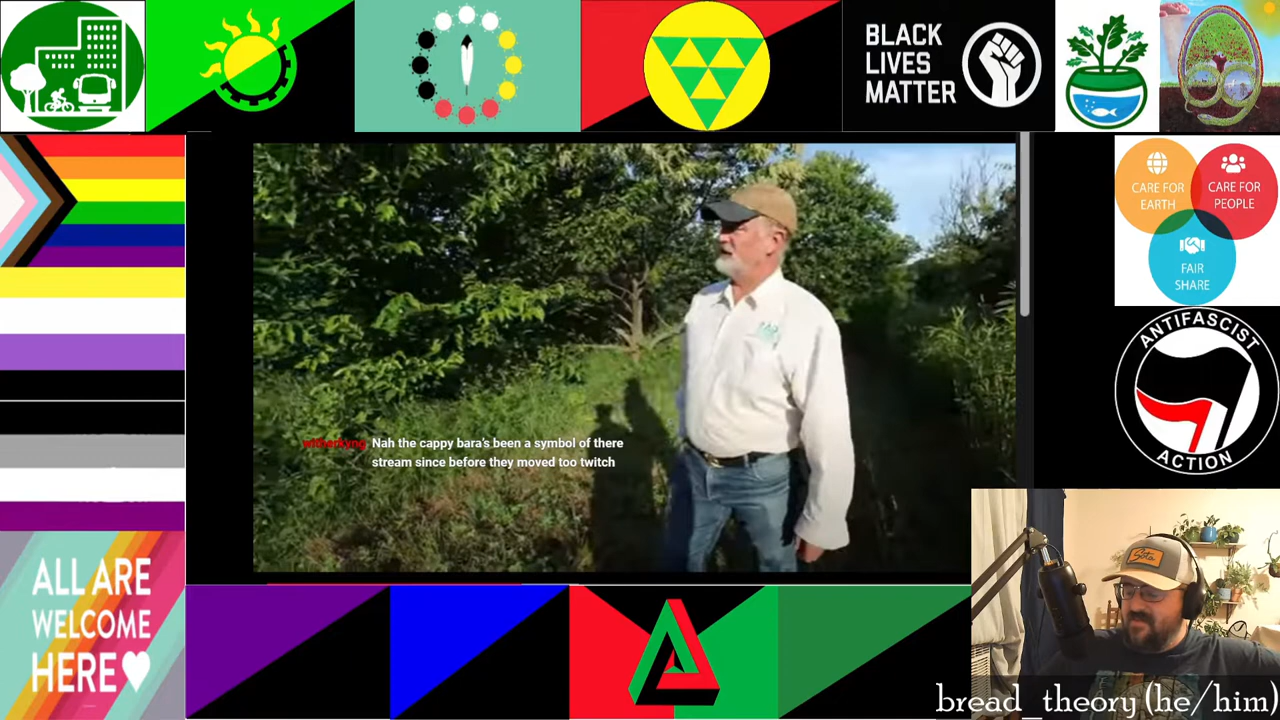 BLACK
LIVES
MATTER
CARE FOR
EARTH
CARE FOR
PEOPLE
FAIR
SHARE
ANTIFASCIST
ACTION
Nah the cappy bara's been a symbol of there
stream since before they moved too twitch
ALL ARE
WELCOME
HERE
bread_theory (he/him)